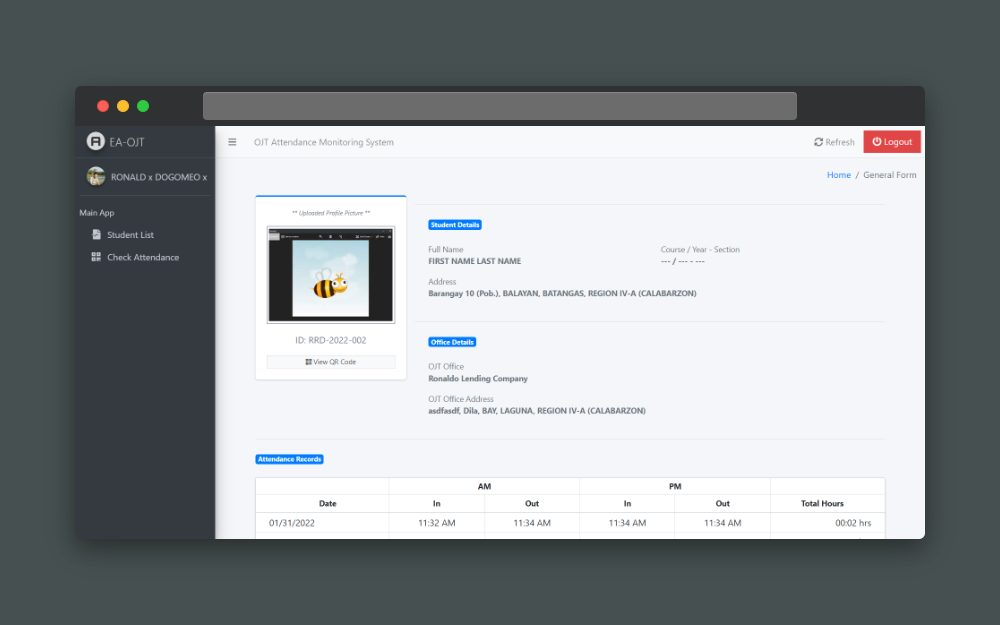 EA-OJT
OJT Attendance Monitoring System
Refresh
Logout
RONALD x DOGOMEO x
Home / General Form
Main App
Student List
Check Attendance
** Uploaded Profile Picture **
ID: RRD-2022-002
View QR Code
Student Details
Full Name
Course / Year - Section
FIRST NAME LAST NAME
--- / --- - ---
Address
Barangay 10 (Pob.), BALAYAN, BATANGAS, REGION IV-A (CALABARZON)
Office Details
OJT Office
Ronaldo Lending Company
OJT Office Address
asdfasdf, Dila, BAY, LAGUNA, REGION IV-A (CALABARZON)
Attendance Records
AM PM
Date In Out In Out Total Hours
01/31/2022 11:32 AM 11:34 AM 11:34 AM 11:34 AM 00:02 hrs